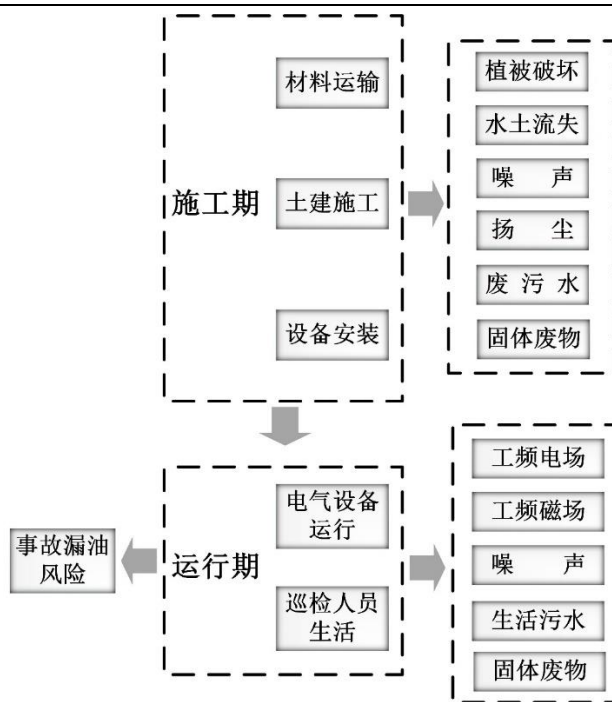 施工期
材料运输
土建施工
设备安装
植被破坏
水土流失
噪 声
扬 尘
废 污 水
固体废物
事故漏油
风险
运行期
电气设备
运行
巡检人员
生活
工频电场
工频磁场
噪 声
生活污水
固体废物